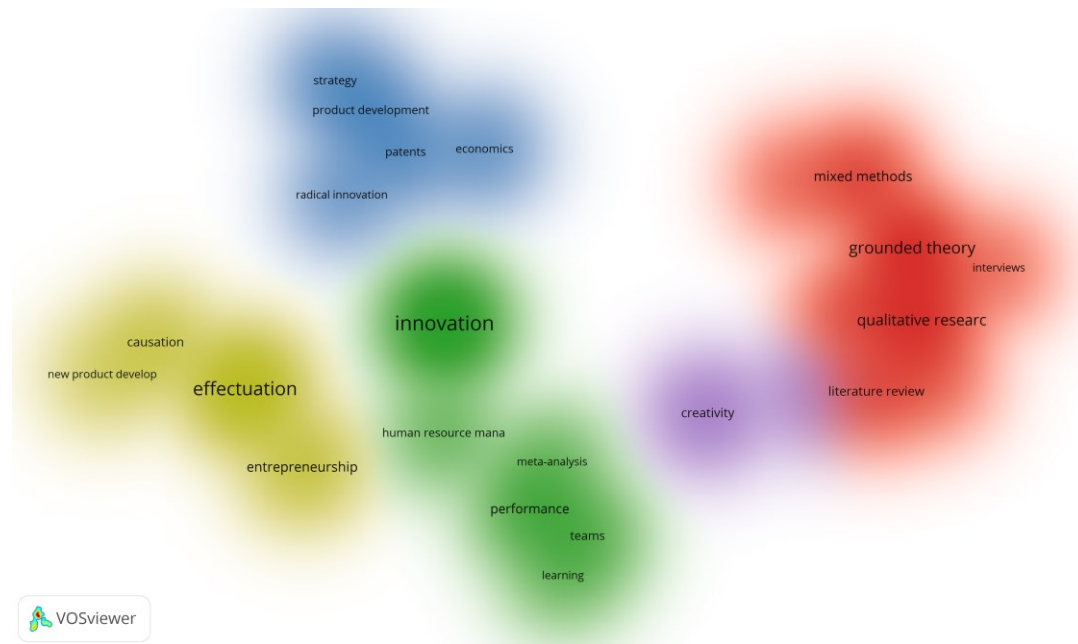 strategy
product development
patents
economics
radical innovation
mixed methods
grounded theory
interviews
innovation
qualitative researc
causation
new product develop
effectuation
literature review
creativity
human resource mana
meta-analysis
entrepreneurship
performance
teams
learning
VOSviewer